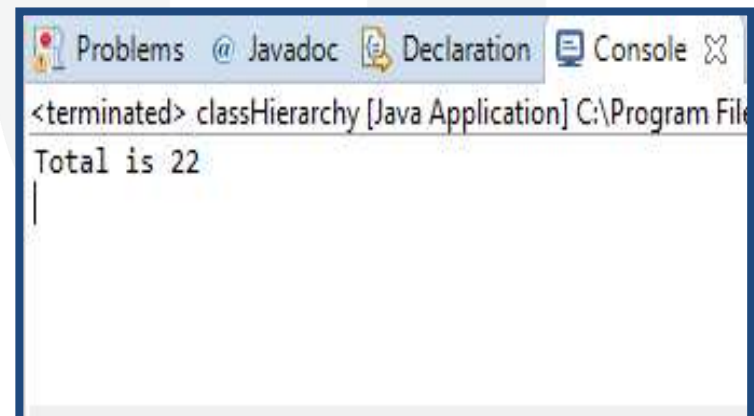 Problems @ Javadoc Declaration Console
<terminated> classHierarchy [Java Application] C:\Program File
Total is 22